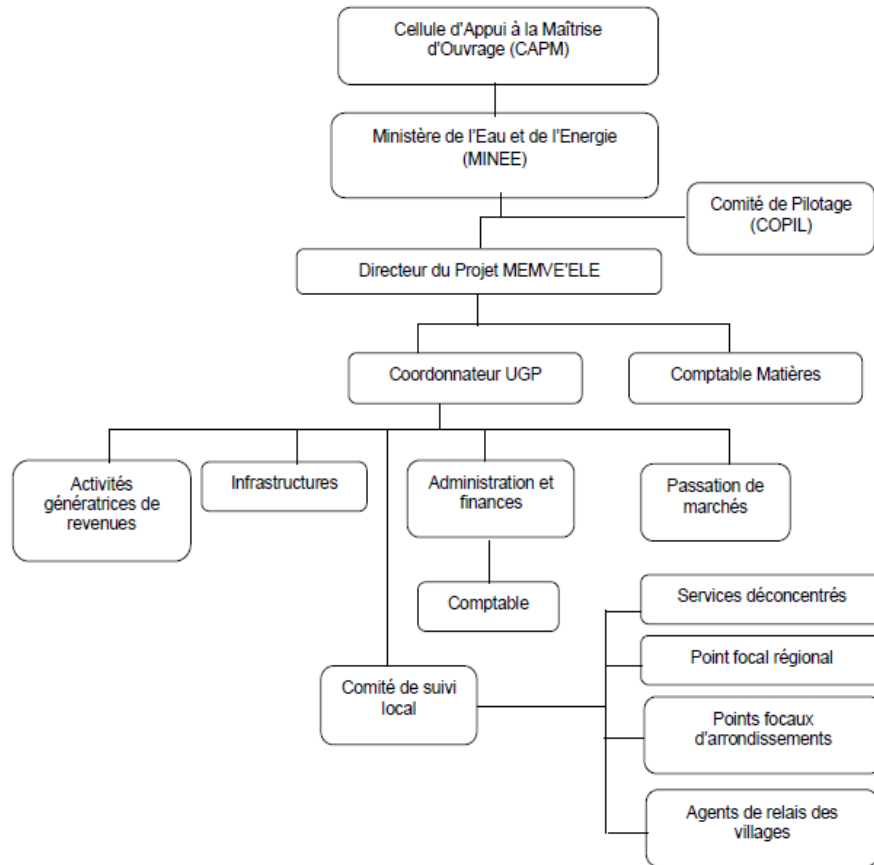 Cellule d'Appui à la Maîtrise
d'Ouvrage (CAPM)
Ministère de l'Eau et de l'Energie
(MINEE)
Comité de Pilotage
(COPIL)
Directeur du Projet MEMVE'ELE
Coordonnateur UGP
Comptable Matières
Activités
génératrices de
revenues
Infrastructures
Administration et
finances
Passation de
marchés
Comptable
Services déconcentrés
Point focal régional
Comité de suivi
local
Points focaux
d'arrondissements
Agents de relais des
villages